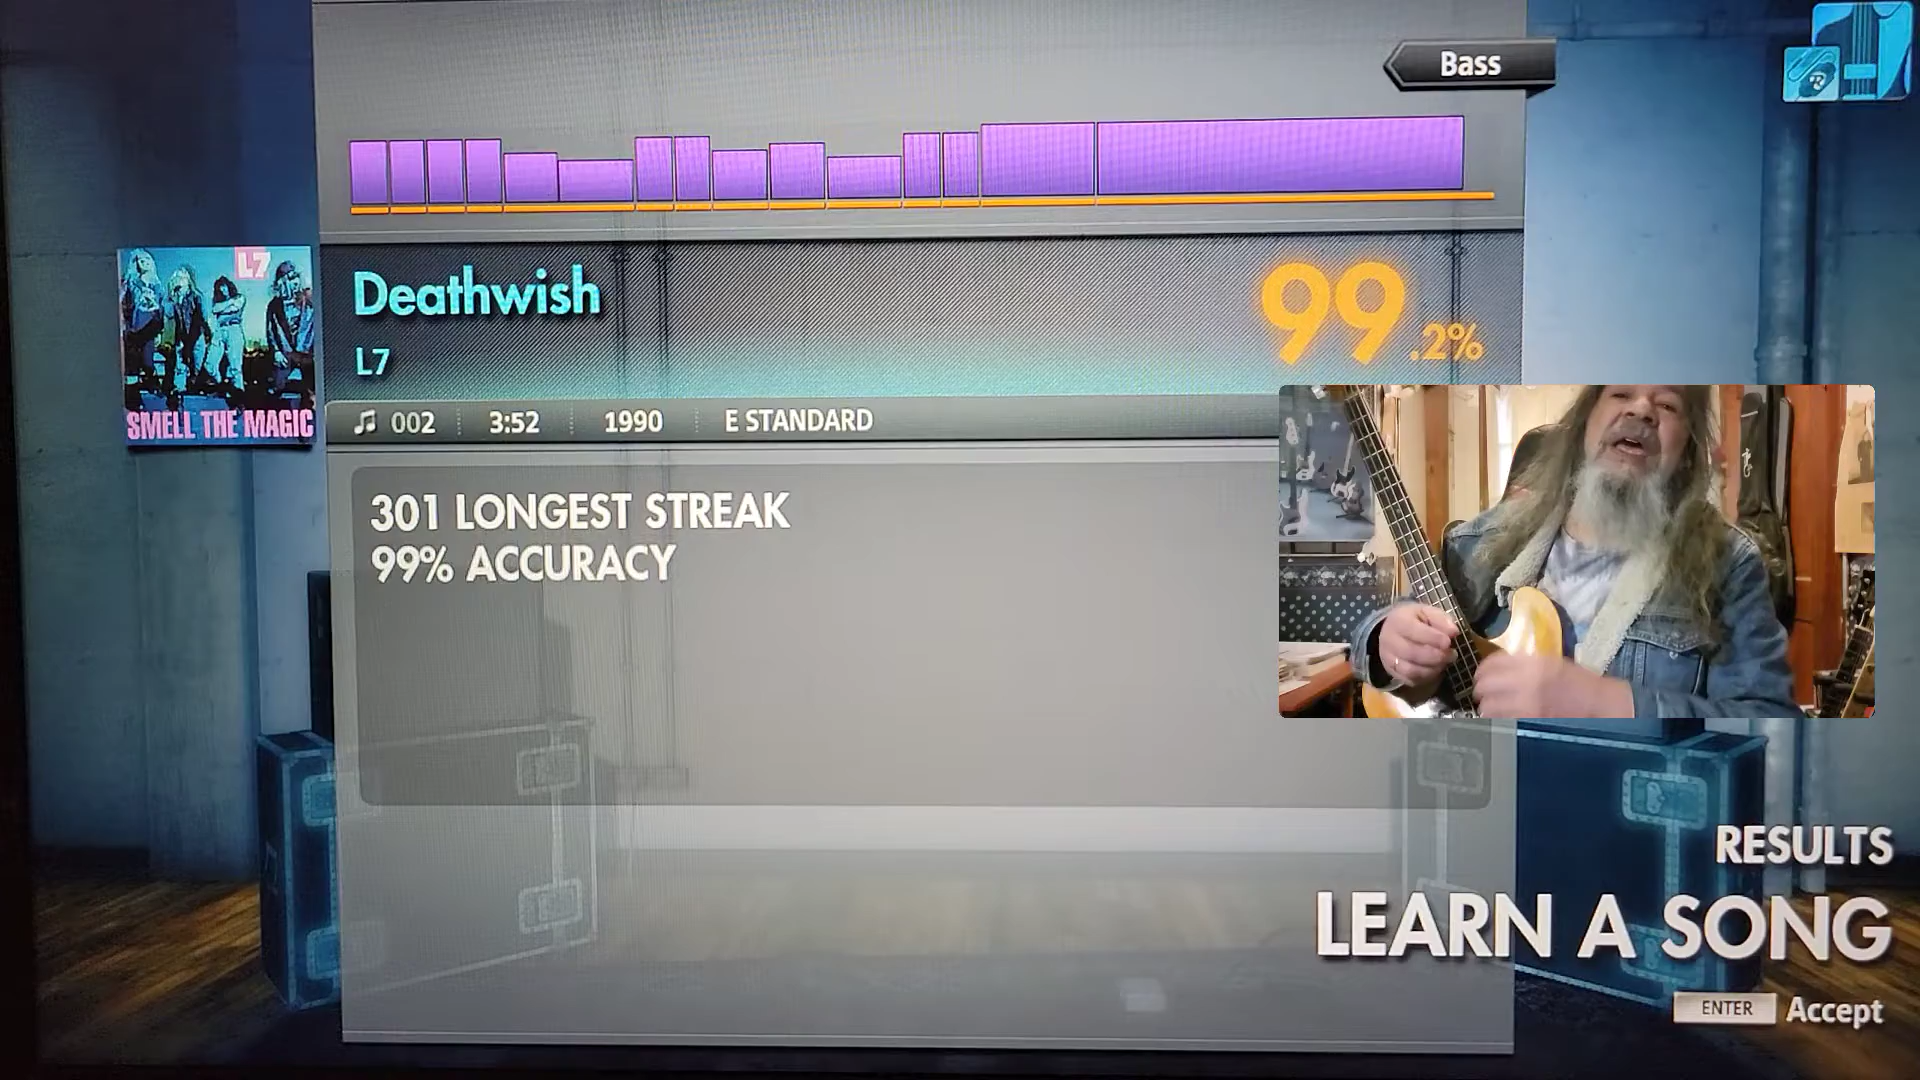 Bass
L7
SMELL THE MAGIC
Deathwish
L7
99.2%
002 3:52 1990 E STANDARD
301 LONGEST STREAK
99% ACCURACY
RESULTS
LEARN A SONG
ENTER Accept